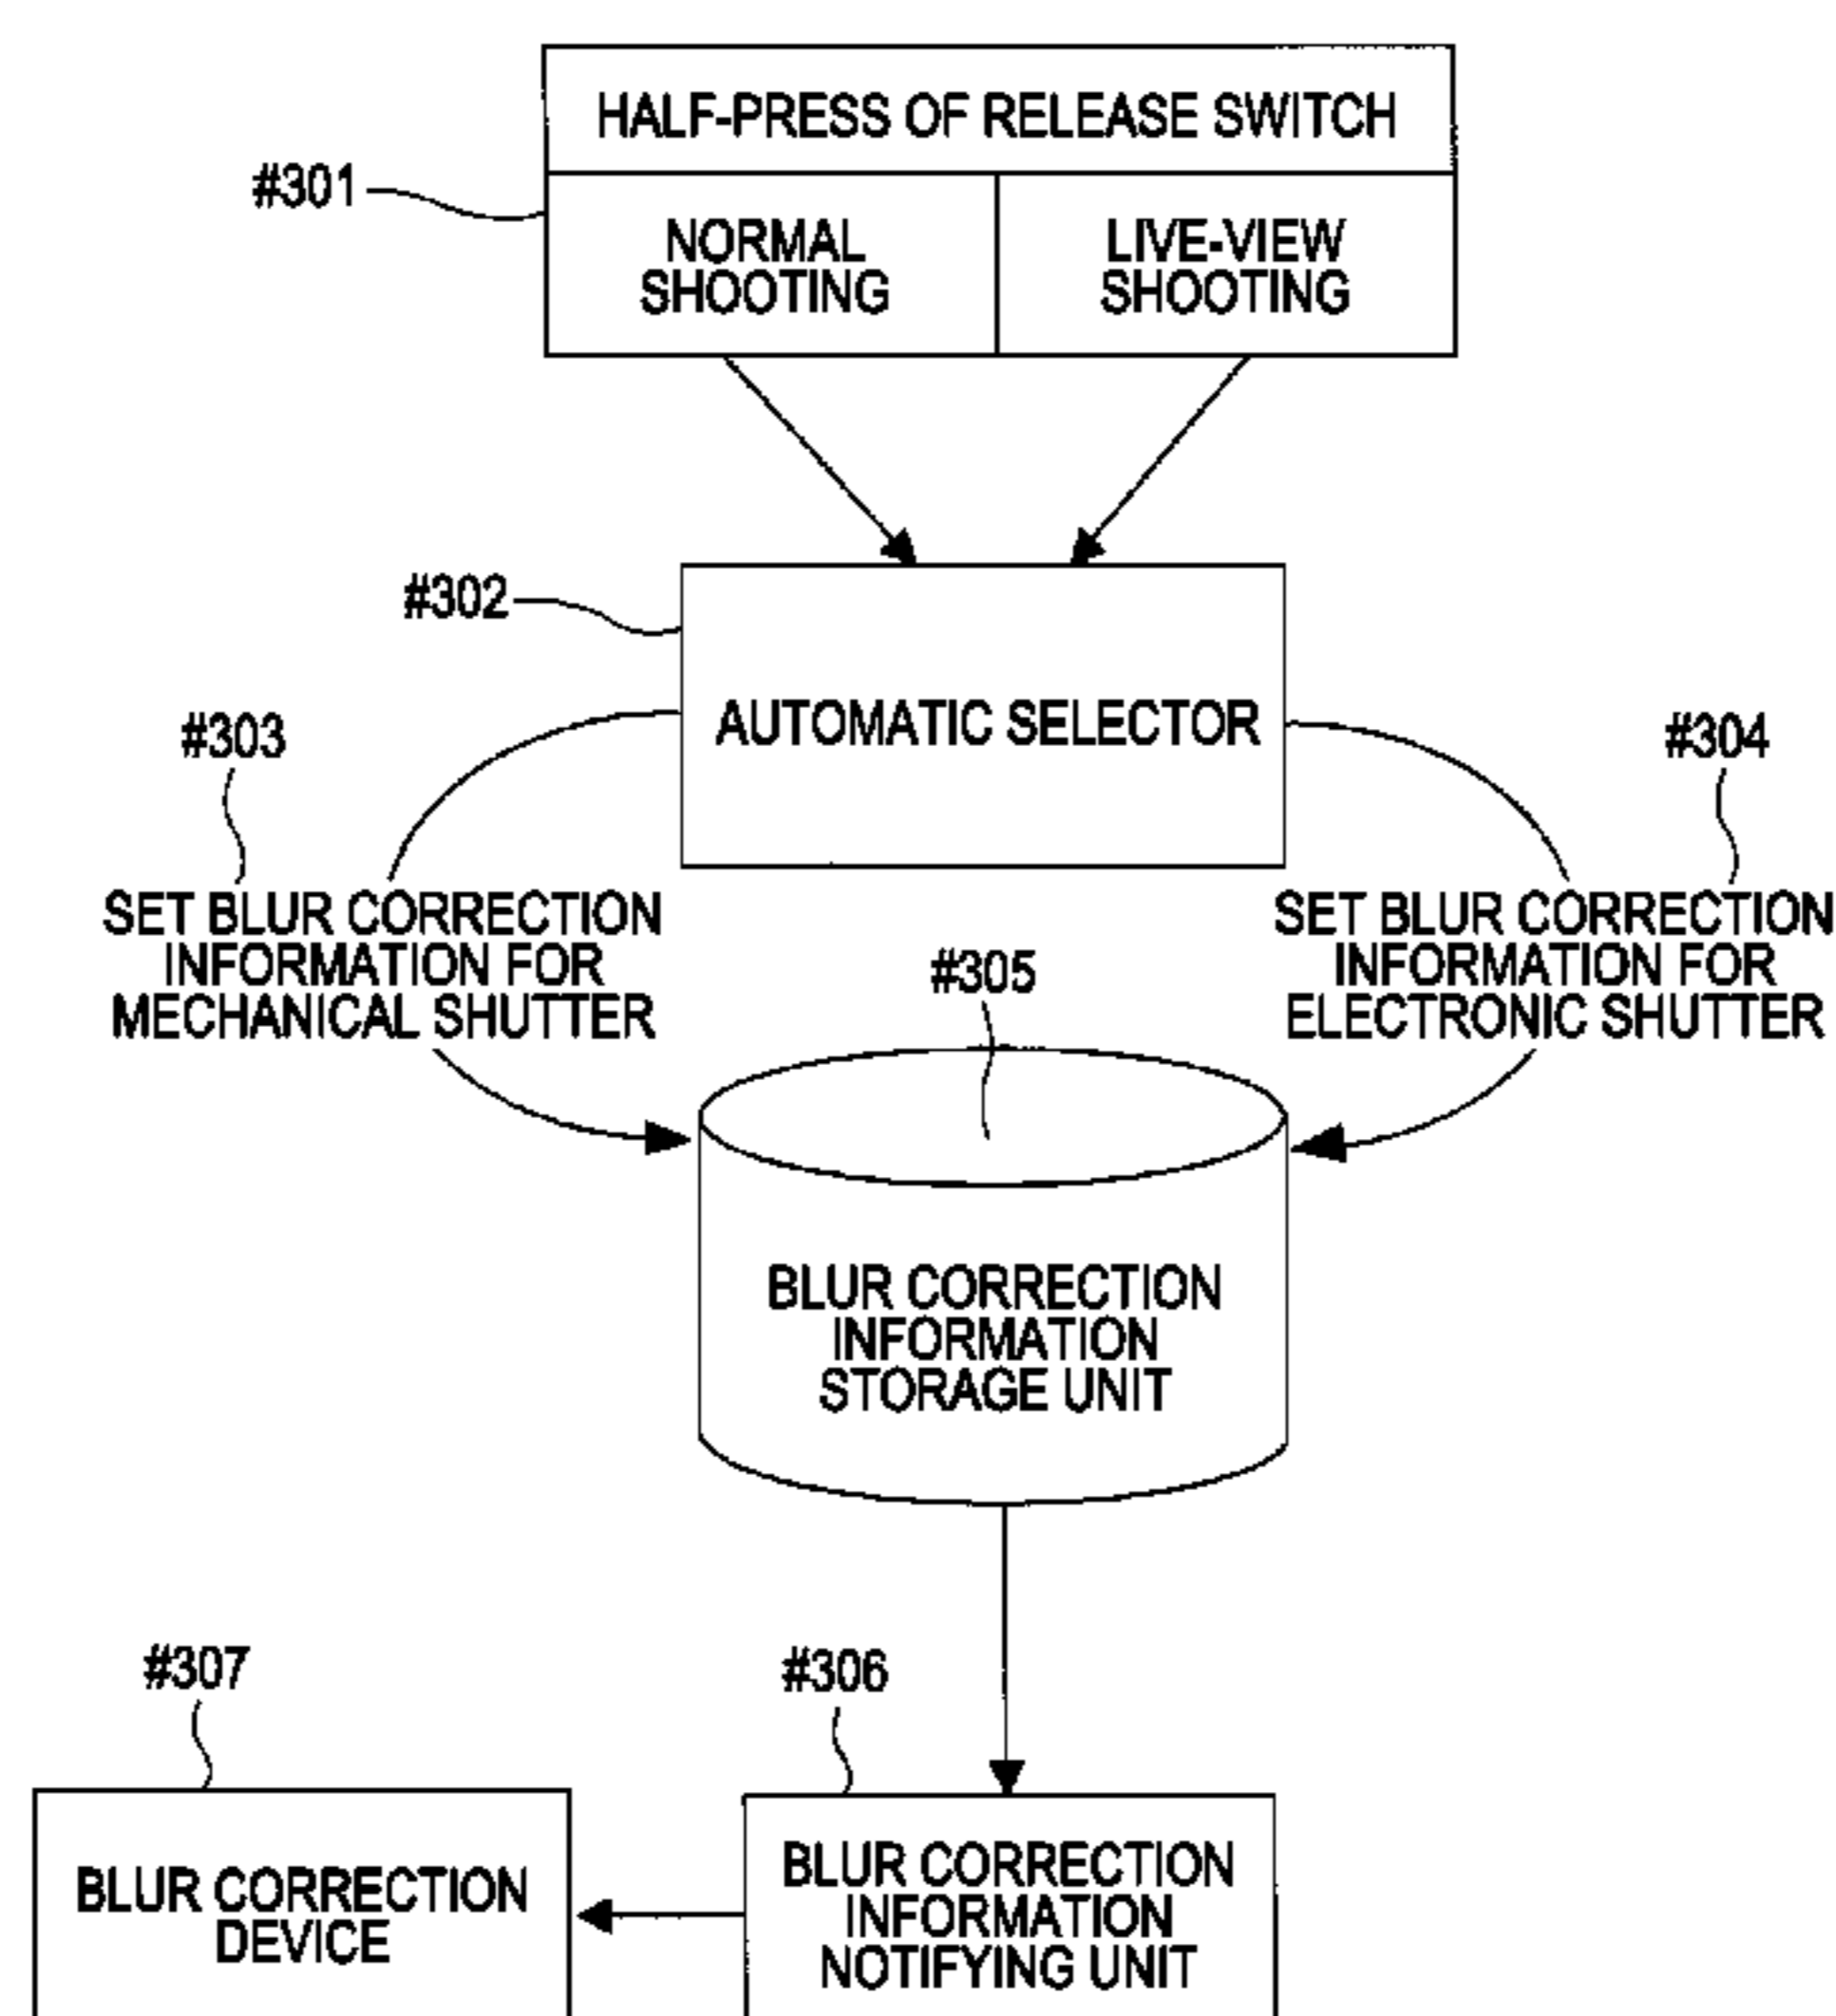 HALF-PRESS OF RELEASE SWITCH
#301
NORMAL
SHOOTING
LIVE-VIEW
SHOOTING
#302
AUTOMATIC SELECTOR
#303
#304
SET BLUR CORRECTION
INFORMATION FOR
MECHANICAL SHUTTER
SET BLUR CORRECTION
INFORMATION FOR
ELECTRONIC SHUTTER
#305
BLUR CORRECTION
INFORMATION
STORAGE UNIT
#307
#306
BLUR CORRECTION
DEVICE
BLUR CORRECTION
INFORMATION
NOTIFYING UNIT